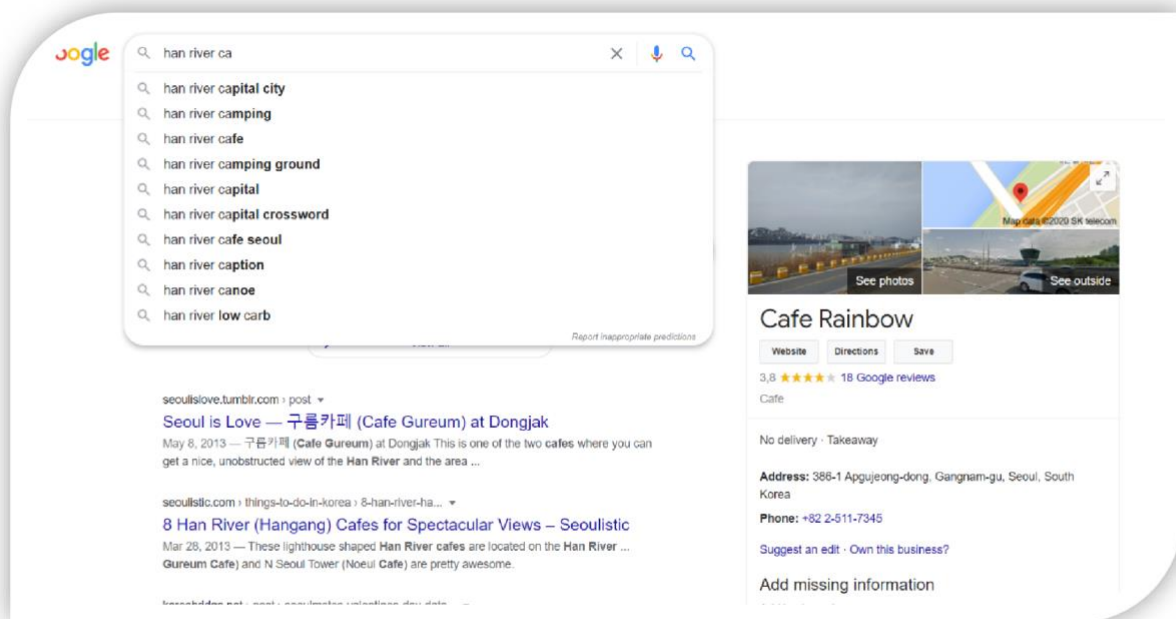 oogle
han river ca
han river capital city
han river camping
han river cafe
han river camping ground
han river capital
han river capital crossword
han river cafe seoul
han river caption
han river canoe
han river low carb
Report inappropriate predictions
seoulislove.tumblr.com › post
Seoul is Love — 구름카페 (Cafe Gureum) at Dongjak
May 8, 2013 — 구름카페 (Cafe Gureum) at Dongjak This is one of the two cafes where you can
get a nice, unobstructed view of the Han River and the area ...
seoulistic.com › things-to-do-in-korea › 8-han-river-ha...
8 Han River (Hangang) Cafes for Spectacular Views – Seoulistic
Mar 28, 2013 — These lighthouse shaped Han River cafes are located on the Han River ...
Gureum Cafe) and N Seoul Tower (Noeul Cafe) are pretty awesome.
Map data ©2020 SK telecom
See photos
See outside
Cafe Rainbow
Website Directions Save
3,8 18 Google reviews
Cafe
No delivery · Takeaway
Address: 386-1 Apgujeong-dong, Gangnam-gu, Seoul, South
Korea
Phone: +82 2-511-7345
Suggest an edit · Own this business?
Add missing information